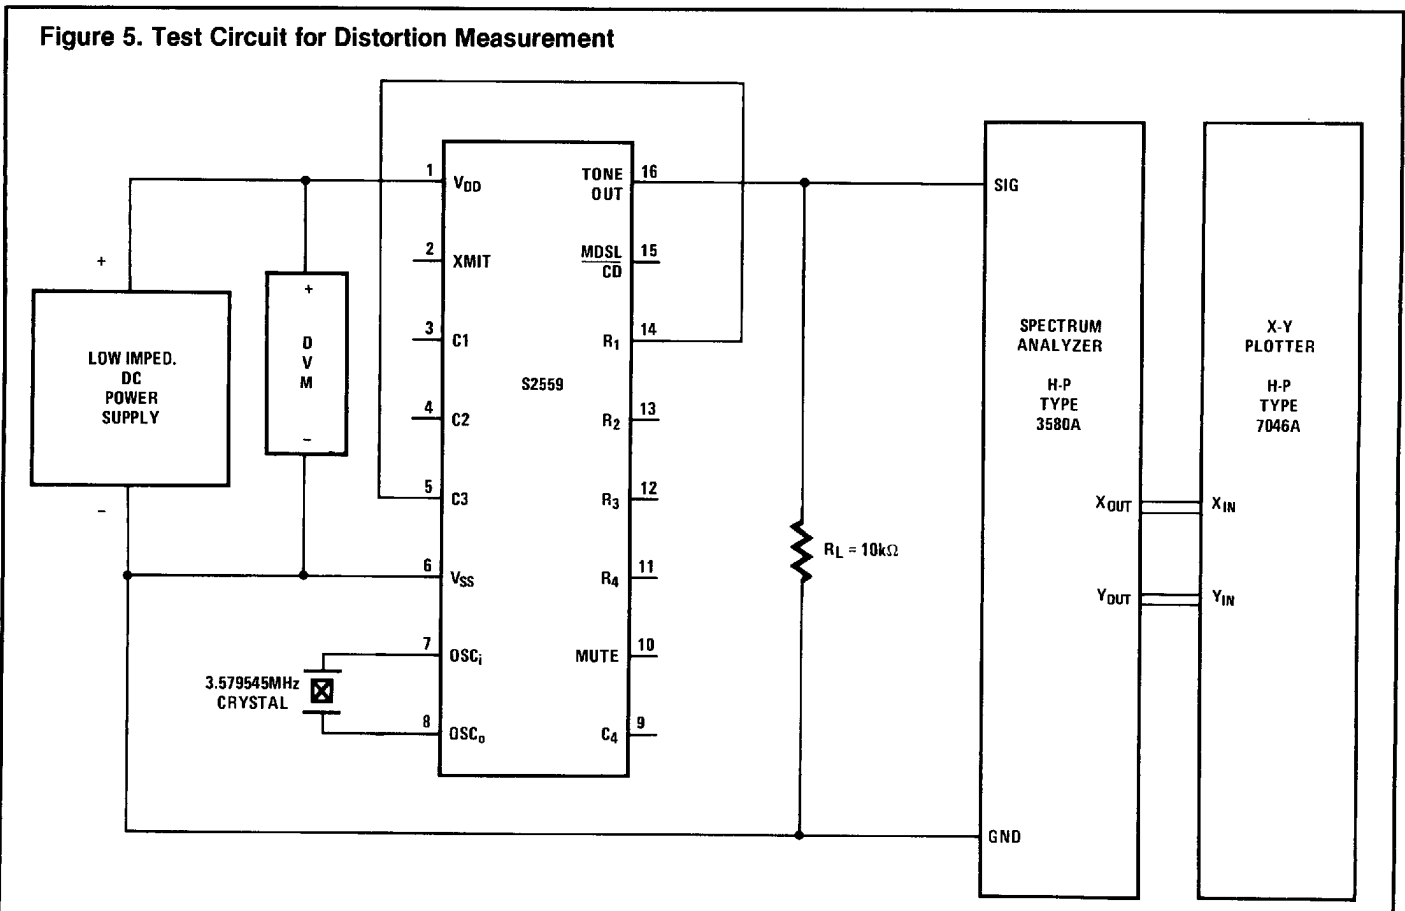 Figure 5. Test Circuit for Distortion Measurement
+
LOW IMPED.
DC
POWER
SUPPLY
–
+
D
V
M
–
1
VDD
2
XMIT
3
C1
4
C2
5
C3
6
VSS
7
OSCi
8
OSCo
S2559
TONE
OUT
16
MDSL
CD
15
R1
14
R2
13
R3
12
R4
11
MUTE
10
C4
9
3.579545MHz
CRYSTAL
RL = 10kΩ
SIG
SPECTRUM
ANALYZER
H-P
TYPE
3580A
XOUT
YOUT
GND
X-Y
PLOTTER
H-P
TYPE
7046A
XIN
YIN